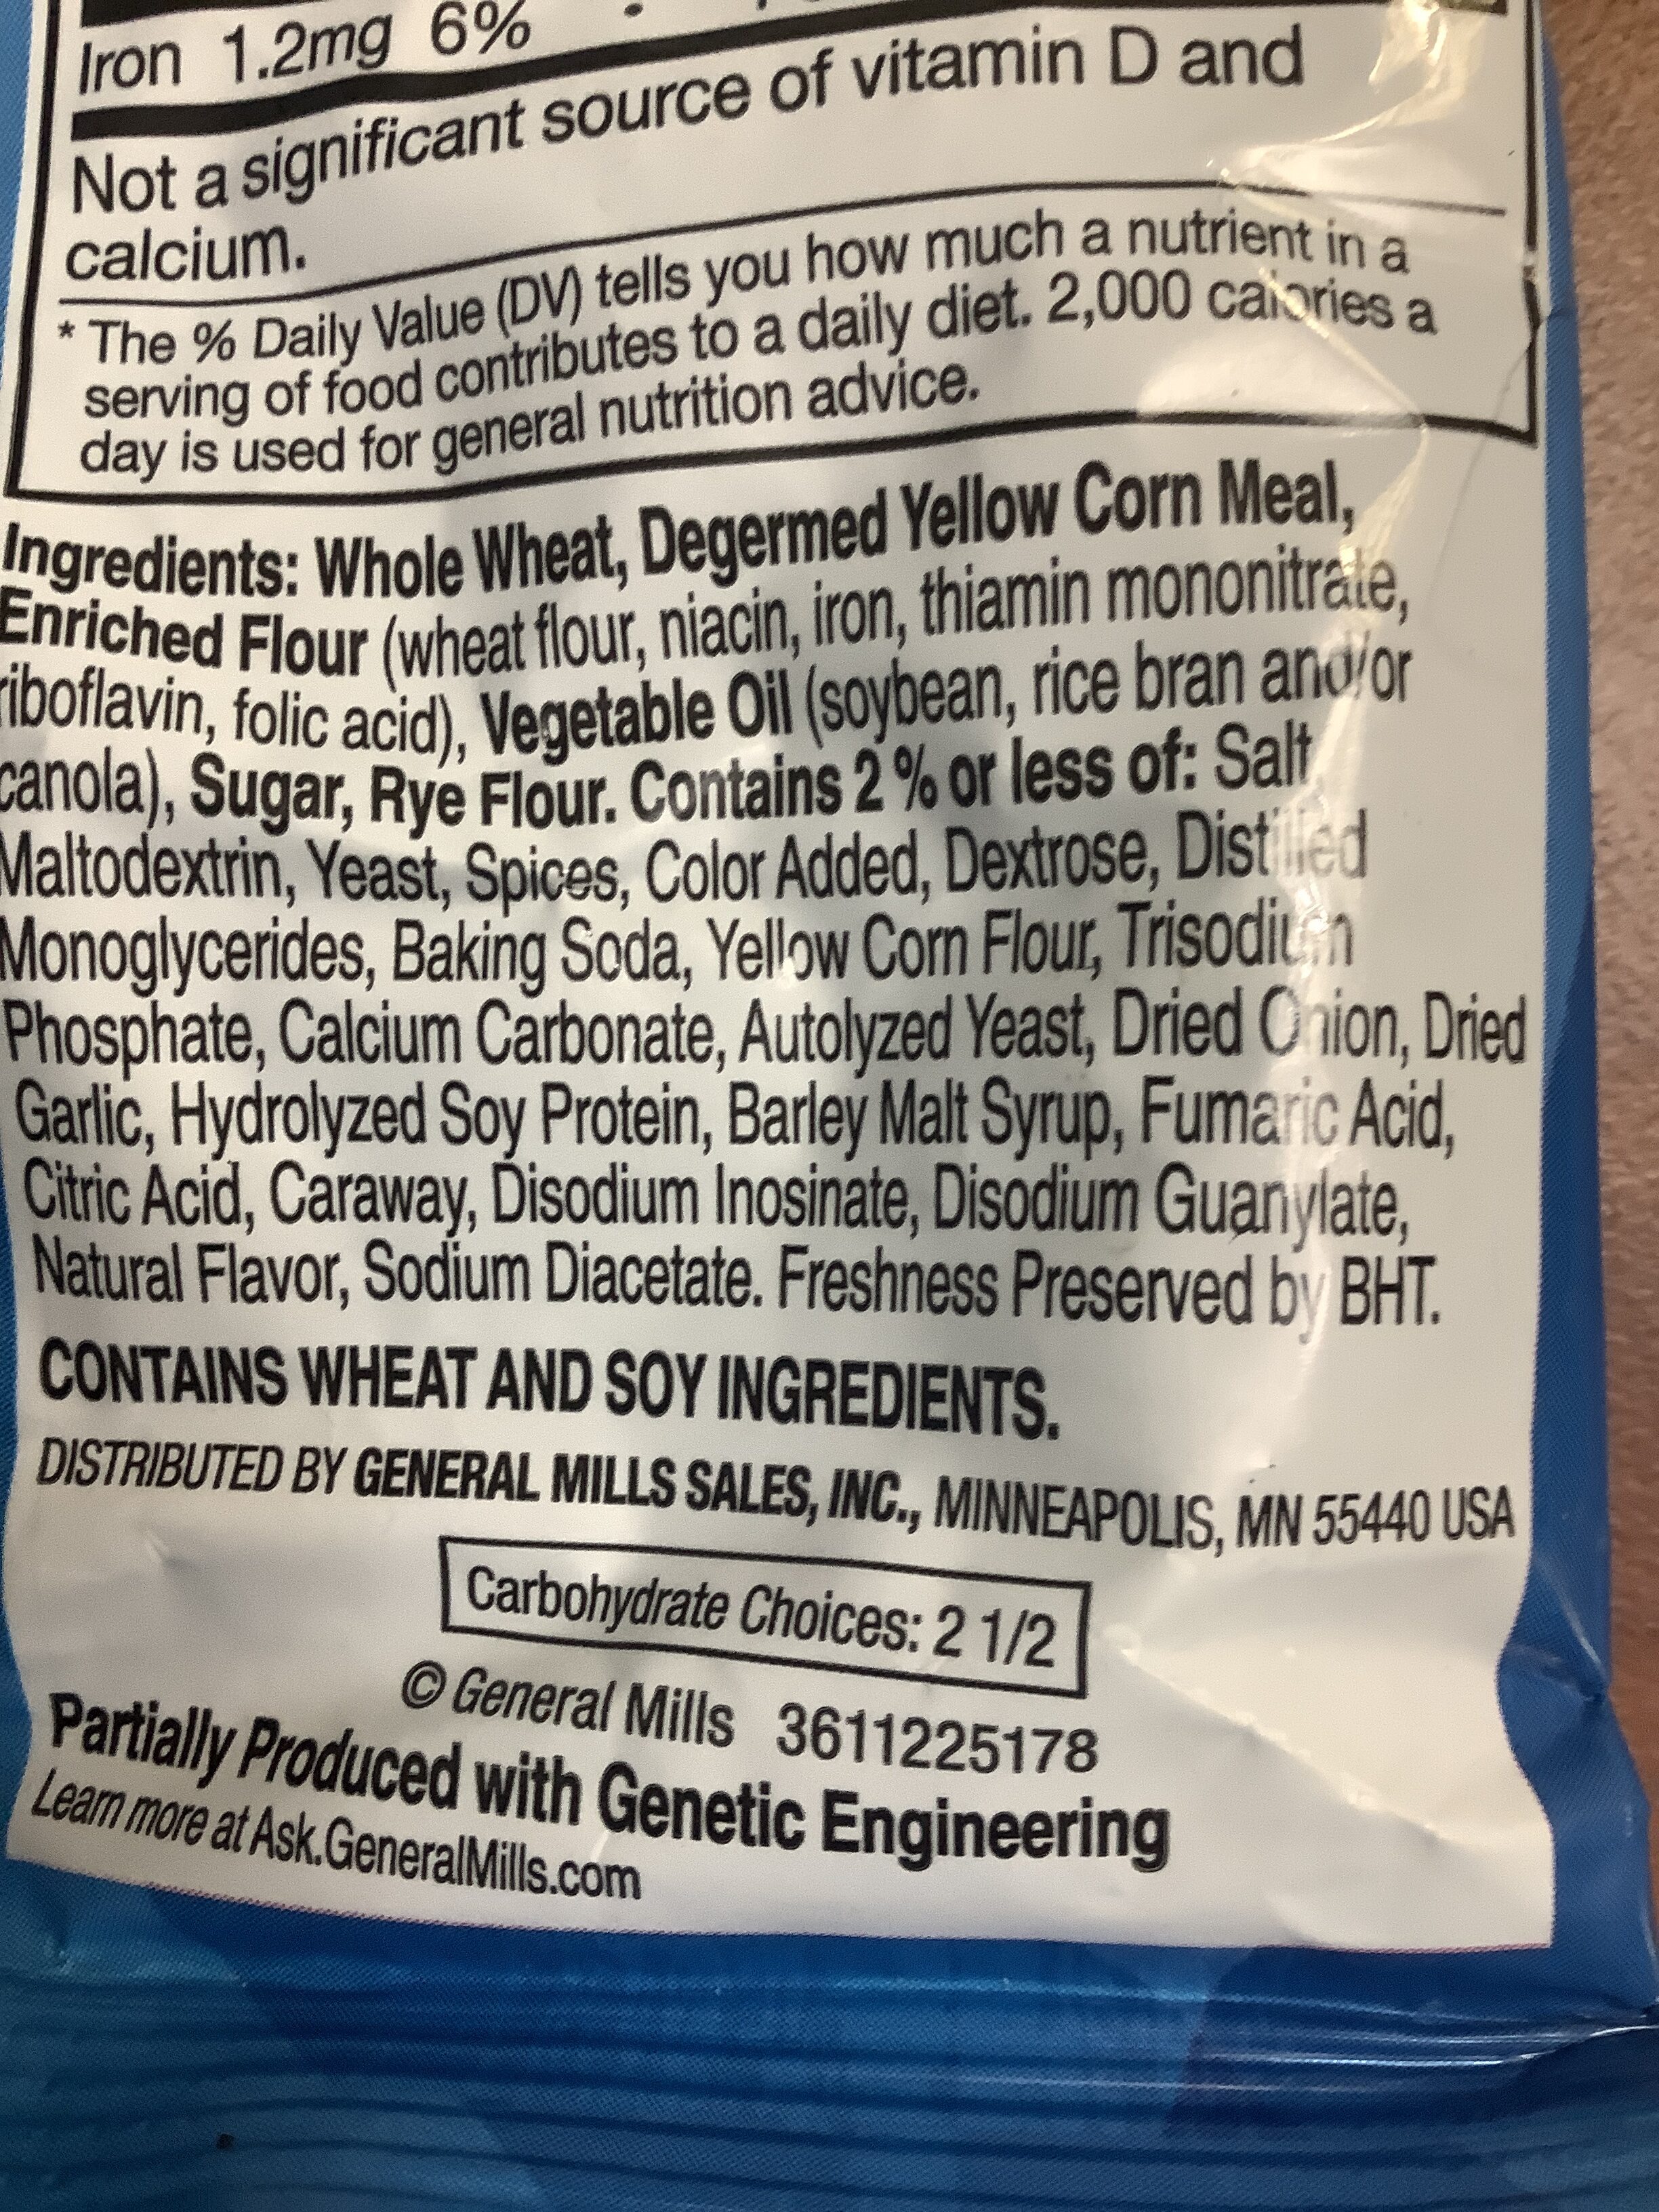 Iron 1.2mg 6%
Not a significant source of vitamin D and
calcium.
* The % Daily Value (DV) tells you how much a nutrient in a
serving of food contributes to a daily diet. 2,000 calories a
day is used for general nutrition advice.
Ingredients: Whole Wheat, Degermed Yellow Corn Meal,
Enriched Flour (wheat flour, niacin, iron, thiamin mononitrate,
riboflavin, folic acid), Vegetable Oil (soybean, rice bran and/or
canola), Sugar, Rye Flour. Contains 2% or less of: Salt,
Maltodextrin, Yeast, Spices, Color Added, Dextrose, Distilled
Monoglycerides, Baking Soda, Yellow Corn Flour, Trisodium
Phosphate, Calcium Carbonate, Autolyzed Yeast, Dried Onion, Dried
Garlic, Hydrolyzed Soy Protein, Barley Malt Syrup, Fumaric Acid,
Citric Acid, Caraway, Disodium Inosinate, Disodium Guanylate,
Natural Flavor, Sodium Diacetate. Freshness Preserved by BHT.
CONTAINS WHEAT AND SOY INGREDIENTS.
DISTRIBUTED BY GENERAL MILLS SALES, INC., MINNEAPOLIS, MN 55440 USA
Carbohydrate Choices: 2 1/2
© General Mills 3611225178
Partially Produced with Genetic Engineering
Learn more at Ask.GeneralMills.com